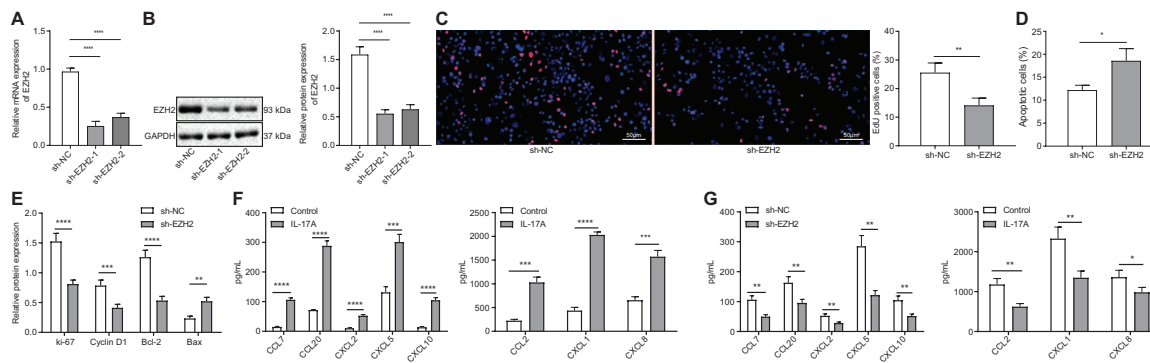 A
Relative mRNA expression
of EZH2
1.5
1.0
0.5
0.0
****
****
sh-NC
sh-EZH2-1
sh-EZH2-2
B
EZH2
93 kDa
GAPDH
37 kDa
sh-NC
sh-EZH2-1
sh-EZH2-2
Relative protein expression
of EZH2
2.0
1.5
1.0
0.5
0.0
****
****
sh-NC
sh-EZH2-1
sh-EZH2-2
C
50μm
50μm
sh-NC
sh-EZH2
EdU positive cells (%)
40
30
20
10
0
**
sh-NC
sh-EZH2
D
Apoptotic cells (%)
25
20
15
10
5
0
*
sh-NC
sh-EZH2
E
sh-NC
sh-EZH2
Relative protein expression
2.0
1.5
1.0
0.5
0.0
****
***
****
**
ki-67
Cyclin D1
Bcl-2
Bax
F
Control
IL-17A
pg/mL
400
300
200
100
0
****
****
****
***
****
CCL7
CCL20
CXCL2
CXCL5
CXCL10
Control
IL-17A
pg/mL
2500
2000
1500
1000
500
0
***
****
***
CCL2
CXCL1
CXCL8
G
sh-NC
sh-EZH2
pg/mL
400
300
200
100
0
**
**
**
**
**
CCL7
CCL20
CXCL2
CXCL5
CXCL10
Control
IL-17A
pg/mL
3000
2000
1000
0
**
**
*
CCL2
CXCL1
CXCL8